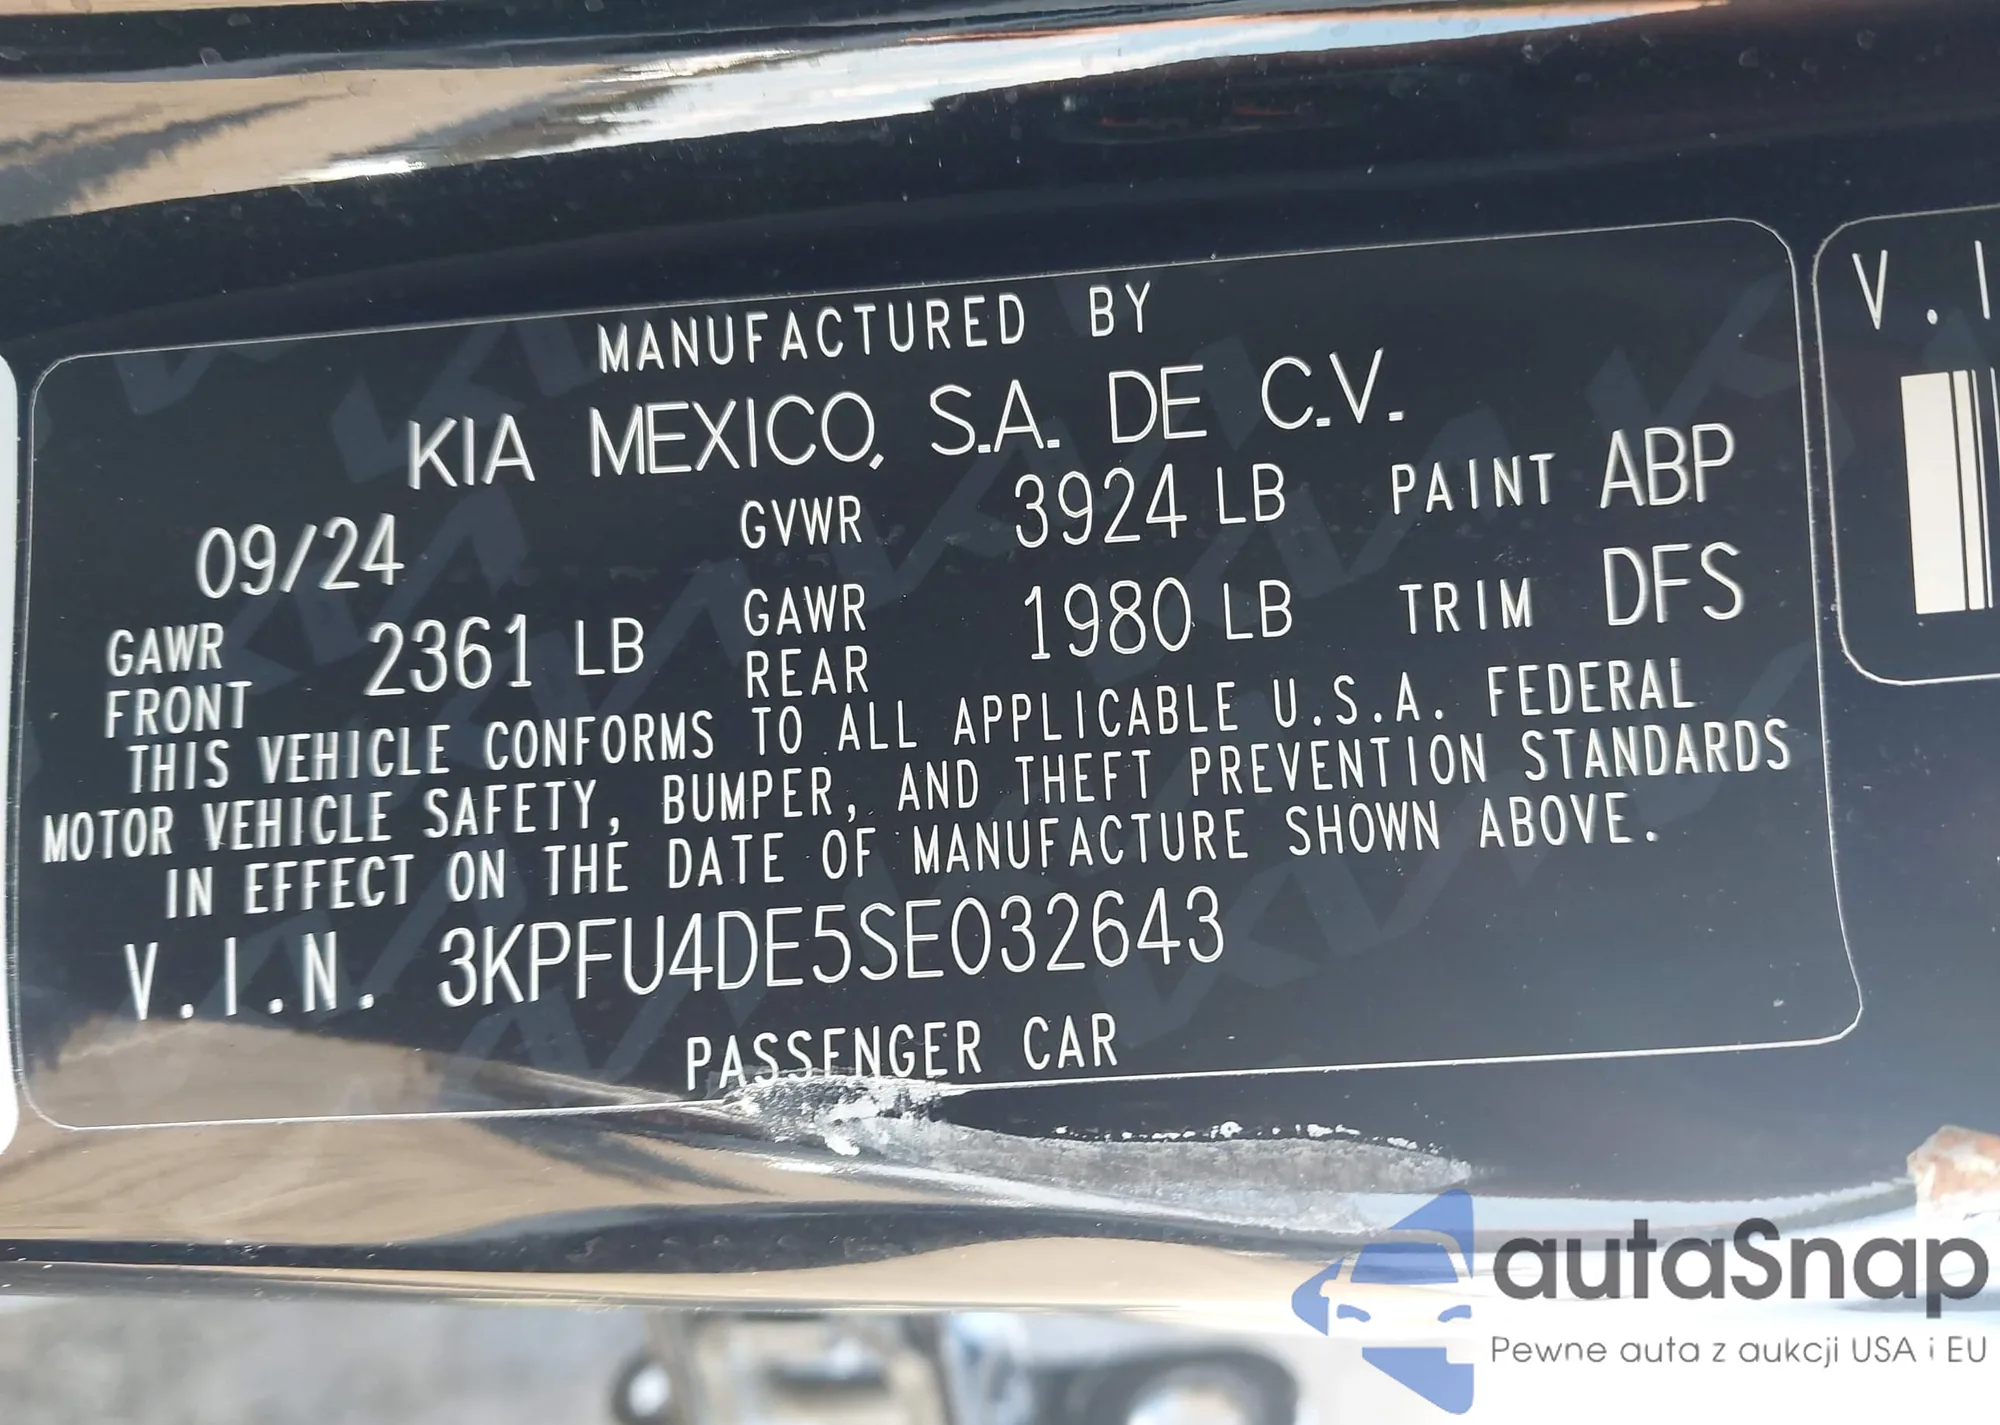 MANUFACTURED BY
KIA MEXICO, S.A. DE C.V.
09/24 GVWR 3924 LB PAINT ABP
GAWR FRONT 2361 LB GAWR REAR 1980 LB TRIM DFS
THIS VEHICLE CONFORMS TO ALL APPLICABLE U.S.A. FEDERAL
MOTOR VEHICLE SAFETY, BUMPER, AND THEFT PREVENTION STANDARDS
IN EFFECT ON THE DATE OF MANUFACTURE SHOWN ABOVE.
V.I.N. 3KPFU4DE5SE032643
PASSENGER CAR
V.I
autaSnap
Pewne auta z aukcji USA i EU